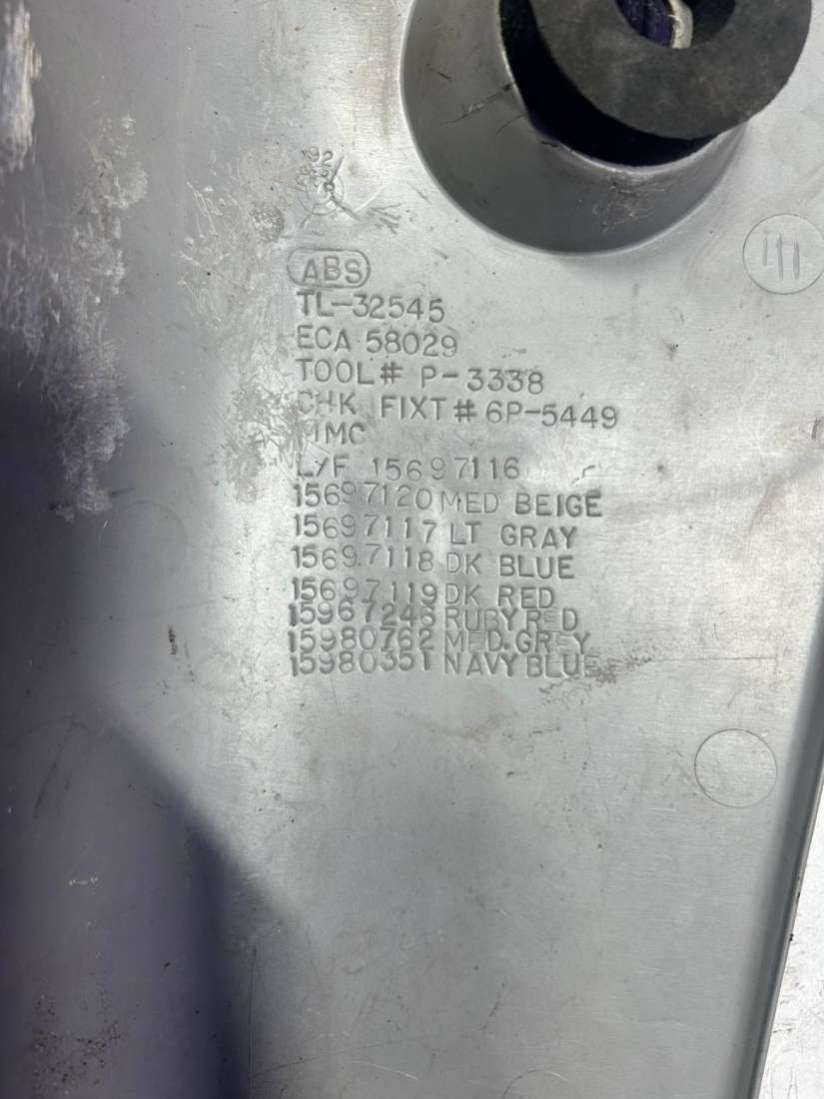 ABS
TL-32545
ECA 58029
TOOL# P-3338
CHK FIXT# 6P-5449
MMC
L/F 15697116
15697120 MED BEIGE
15697117 LT GRAY
15697118 DK BLUE
15697119 DK RED
15967246 RUBY RED
15980762 MED. GREY
15980351 NAVY BLUE